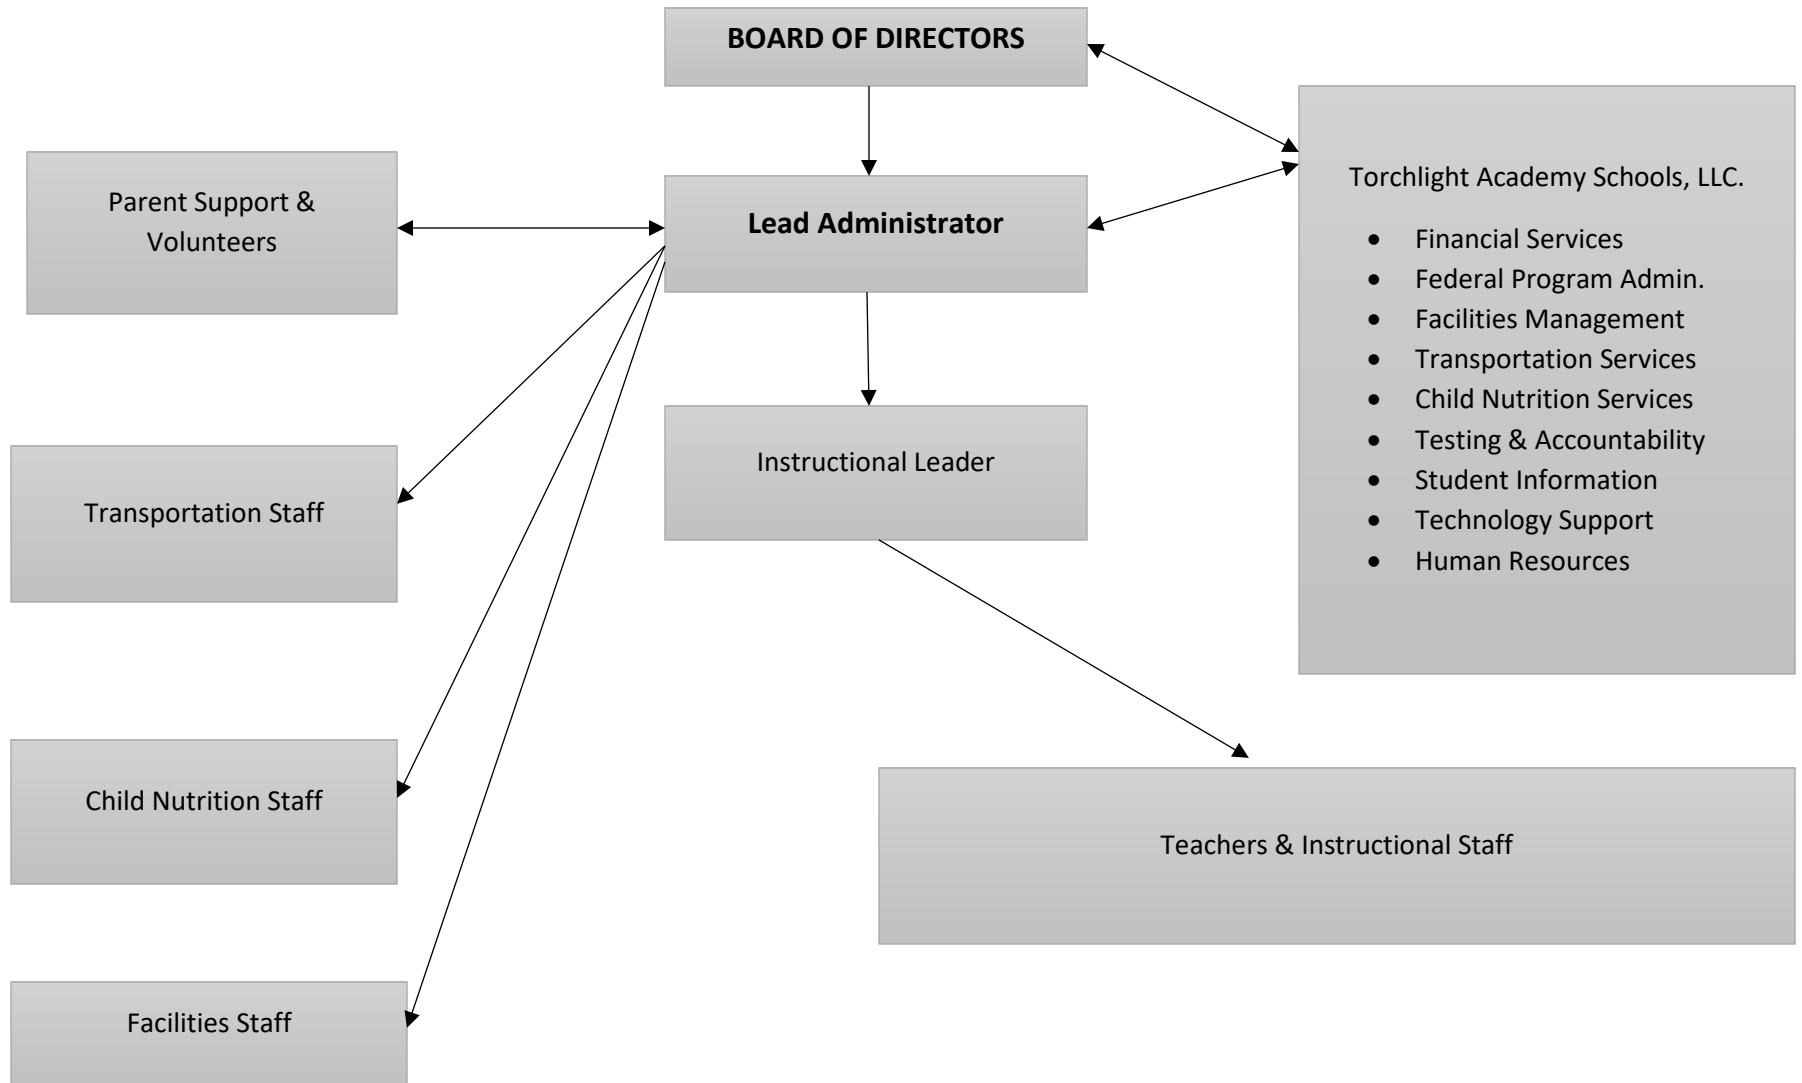 BOARD OF DIRECTORS
Parent Support &
Volunteers
Lead Administrator
Torchlight Academy Schools, LLC.
• Financial Services
• Federal Program Admin.
• Facilities Management
• Transportation Services
• Child Nutrition Services
• Testing & Accountability
• Student Information
• Technology Support
• Human Resources
Instructional Leader
Transportation Staff
Child Nutrition Staff
Teachers & Instructional Staff
Facilities Staff